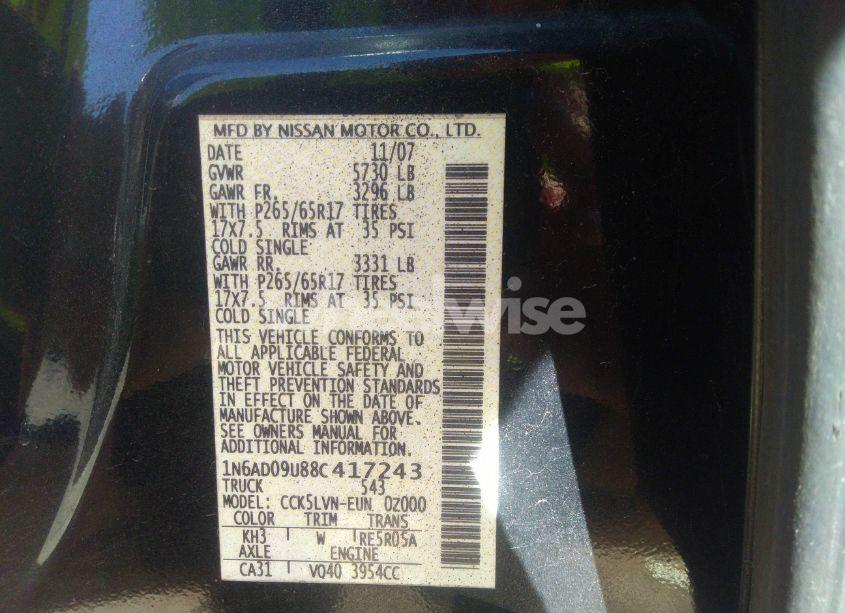 MFD BY NISSAN MOTOR CO., LTD.
DATE 11/07
GVWR 5730 LB
GAWR FR. 3296 LB
WITH P265/65R17 TIRES
17X7.5 RIMS AT 35 PSI
COLD SINGLE
GAWR RR. 3331 LB
WITH P265/65R17 TIRES
17X7.5 RIMS AT 35 PSI
COLD SINGLE
THIS VEHICLE CONFORMS TO
ALL APPLICABLE FEDERAL
MOTOR VEHICLE SAFETY AND
THEFT PREVENTION STANDARDS
IN EFFECT ON THE DATE OF
MANUFACTURE SHOWN ABOVE.
SEE OWNERS MANUAL FOR
ADDITIONAL INFORMATION.
1N6AD09U88C417243
TRUCK 543
MODEL: CCK5LVN-EUN 0Z000
COLOR TRIM TRANS
KH3 W RE5R05A
AXLE ENGINE
CA31 VQ40 3954CC